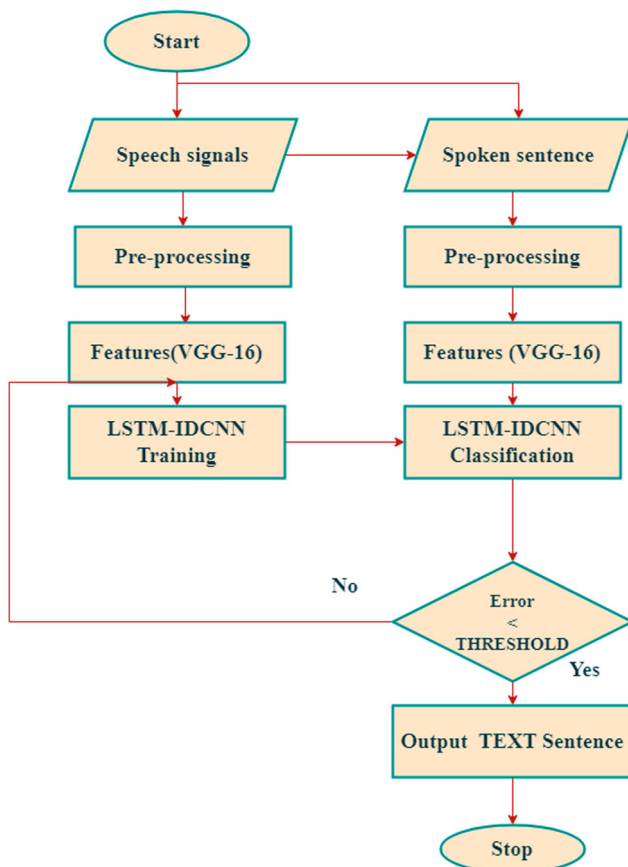 Start
Speech signals
Spoken sentence
Pre-processing
Pre-processing
Features(VGG-16)
Features (VGG-16)
LSTM-IDCNN
Training
LSTM-IDCNN
Classification
No
Error
<
THRESHOLD
Yes
Output TEXT Sentence
Stop